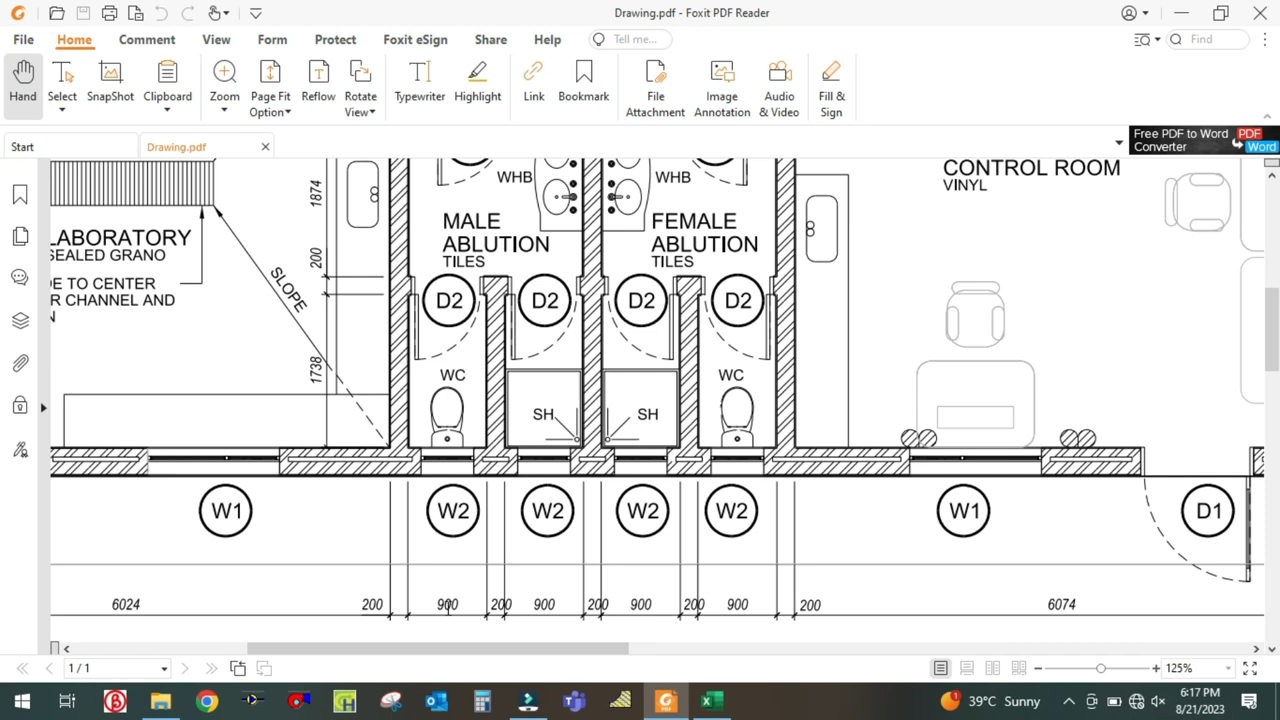 Drawing.pdf - Foxit PDF Reader
File Home Comment View Form Protect Foxit eSign Share Help Tell me... Find
Hand
Select
SnapShot
Clipboard
Zoom
Page Fit Option
Reflow
Rotate View
Typewriter
Highlight
Link
Bookmark
File Attachment
Image Annotation
Audio & Video
Fill & Sign
Start
Drawing.pdf
Free PDF to Word Converter
PDF
Word
CONTROL ROOM
VINYL
WHB
WHB
1874
MALE
ABLUTION
TILES
FEMALE
ABLUTION
TILES
LABORATORY
SEALED GRANO
DE TO CENTER
R CHANNEL AND
N
SLOPE
200
D2
D2
D2
D2
1738
WC
WC
SH
SH
W1
W2
W2
W2
W2
W1
D1
6024
200
900
200
900
200
900
200
900
200
6074
1 / 1
125%
39°C Sunny
6:17 PM
8/21/2023